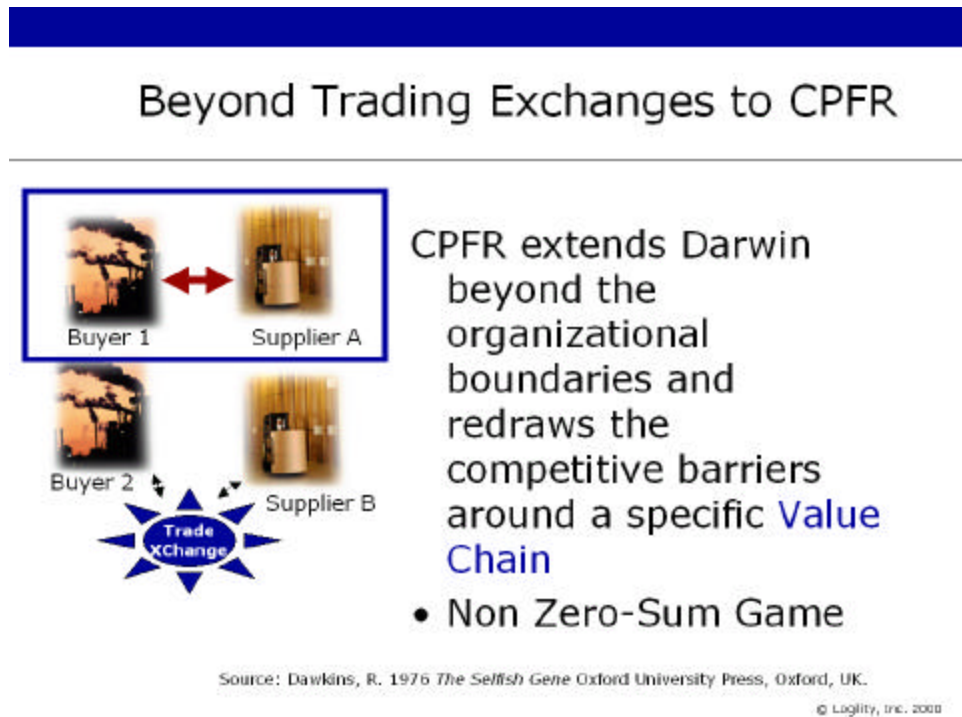 Beyond Trading Exchanges to CPFR
Buyer 1
Supplier A
Buyer 2
Supplier B
Trade
XChange
CPFR extends Darwin
beyond the
organizational
boundaries and
redraws the
competitive barriers
around a specific Value
Chain
• Non Zero-Sum Game
Source: Dawkins, R. 1976 The Selfish Gene Oxford University Press, Oxford, UK.
© Logility, Inc. 2000